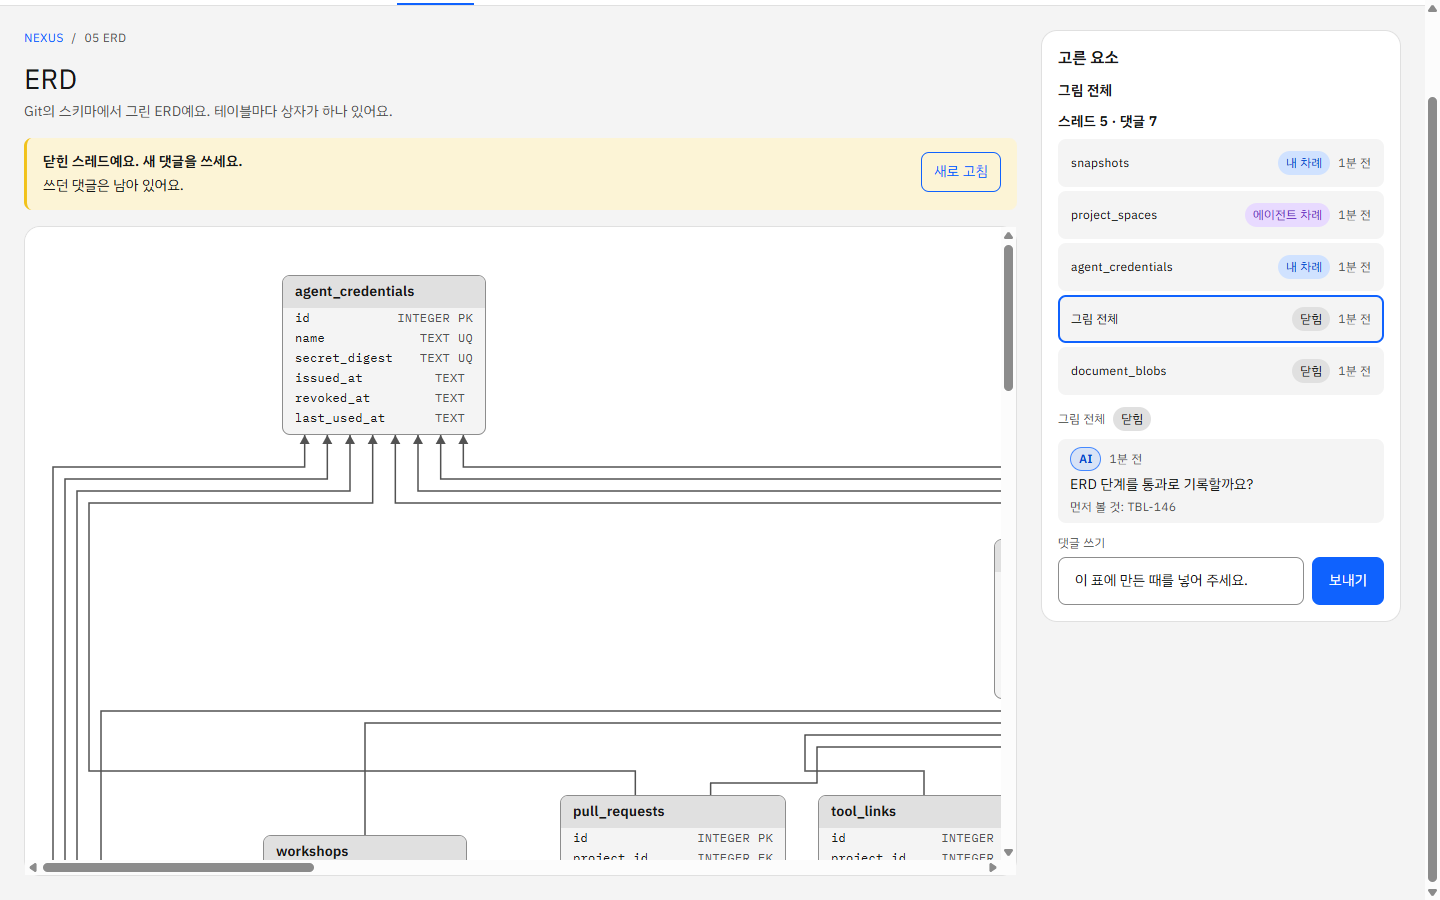 NEXUS / 05 ERD
ERD
Git의 스키마에서 그린 ERD예요. 테이블마다 상자가 하나 있어요.
닫힌 스레드예요. 새 댓글을 쓰세요.
쓰던 댓글은 남아 있어요.
새로 고침
agent_credentials
id INTEGER PK
name TEXT UQ
secret_digest TEXT UQ
issued_at TEXT
revoked_at TEXT
last_used_at TEXT
pull_requests
id INTEGER PK
project_id INTEGER FK
tool_links
id INTEGER
project_id INTEGER
workshops
고른 요소
그림 전체
스레드 5 · 댓글 7
snapshots 내 차례 1분 전
project_spaces 에이전트 차례 1분 전
agent_credentials 내 차례 1분 전
그림 전체 닫힘 1분 전
document_blobs 닫힘 1분 전
그림 전체 닫힘
AI 1분 전
ERD 단계를 통과로 기록할까요?
먼저 볼 것: TBL-146
댓글 쓰기
이 표에 만든 때를 넣어 주세요.
보내기